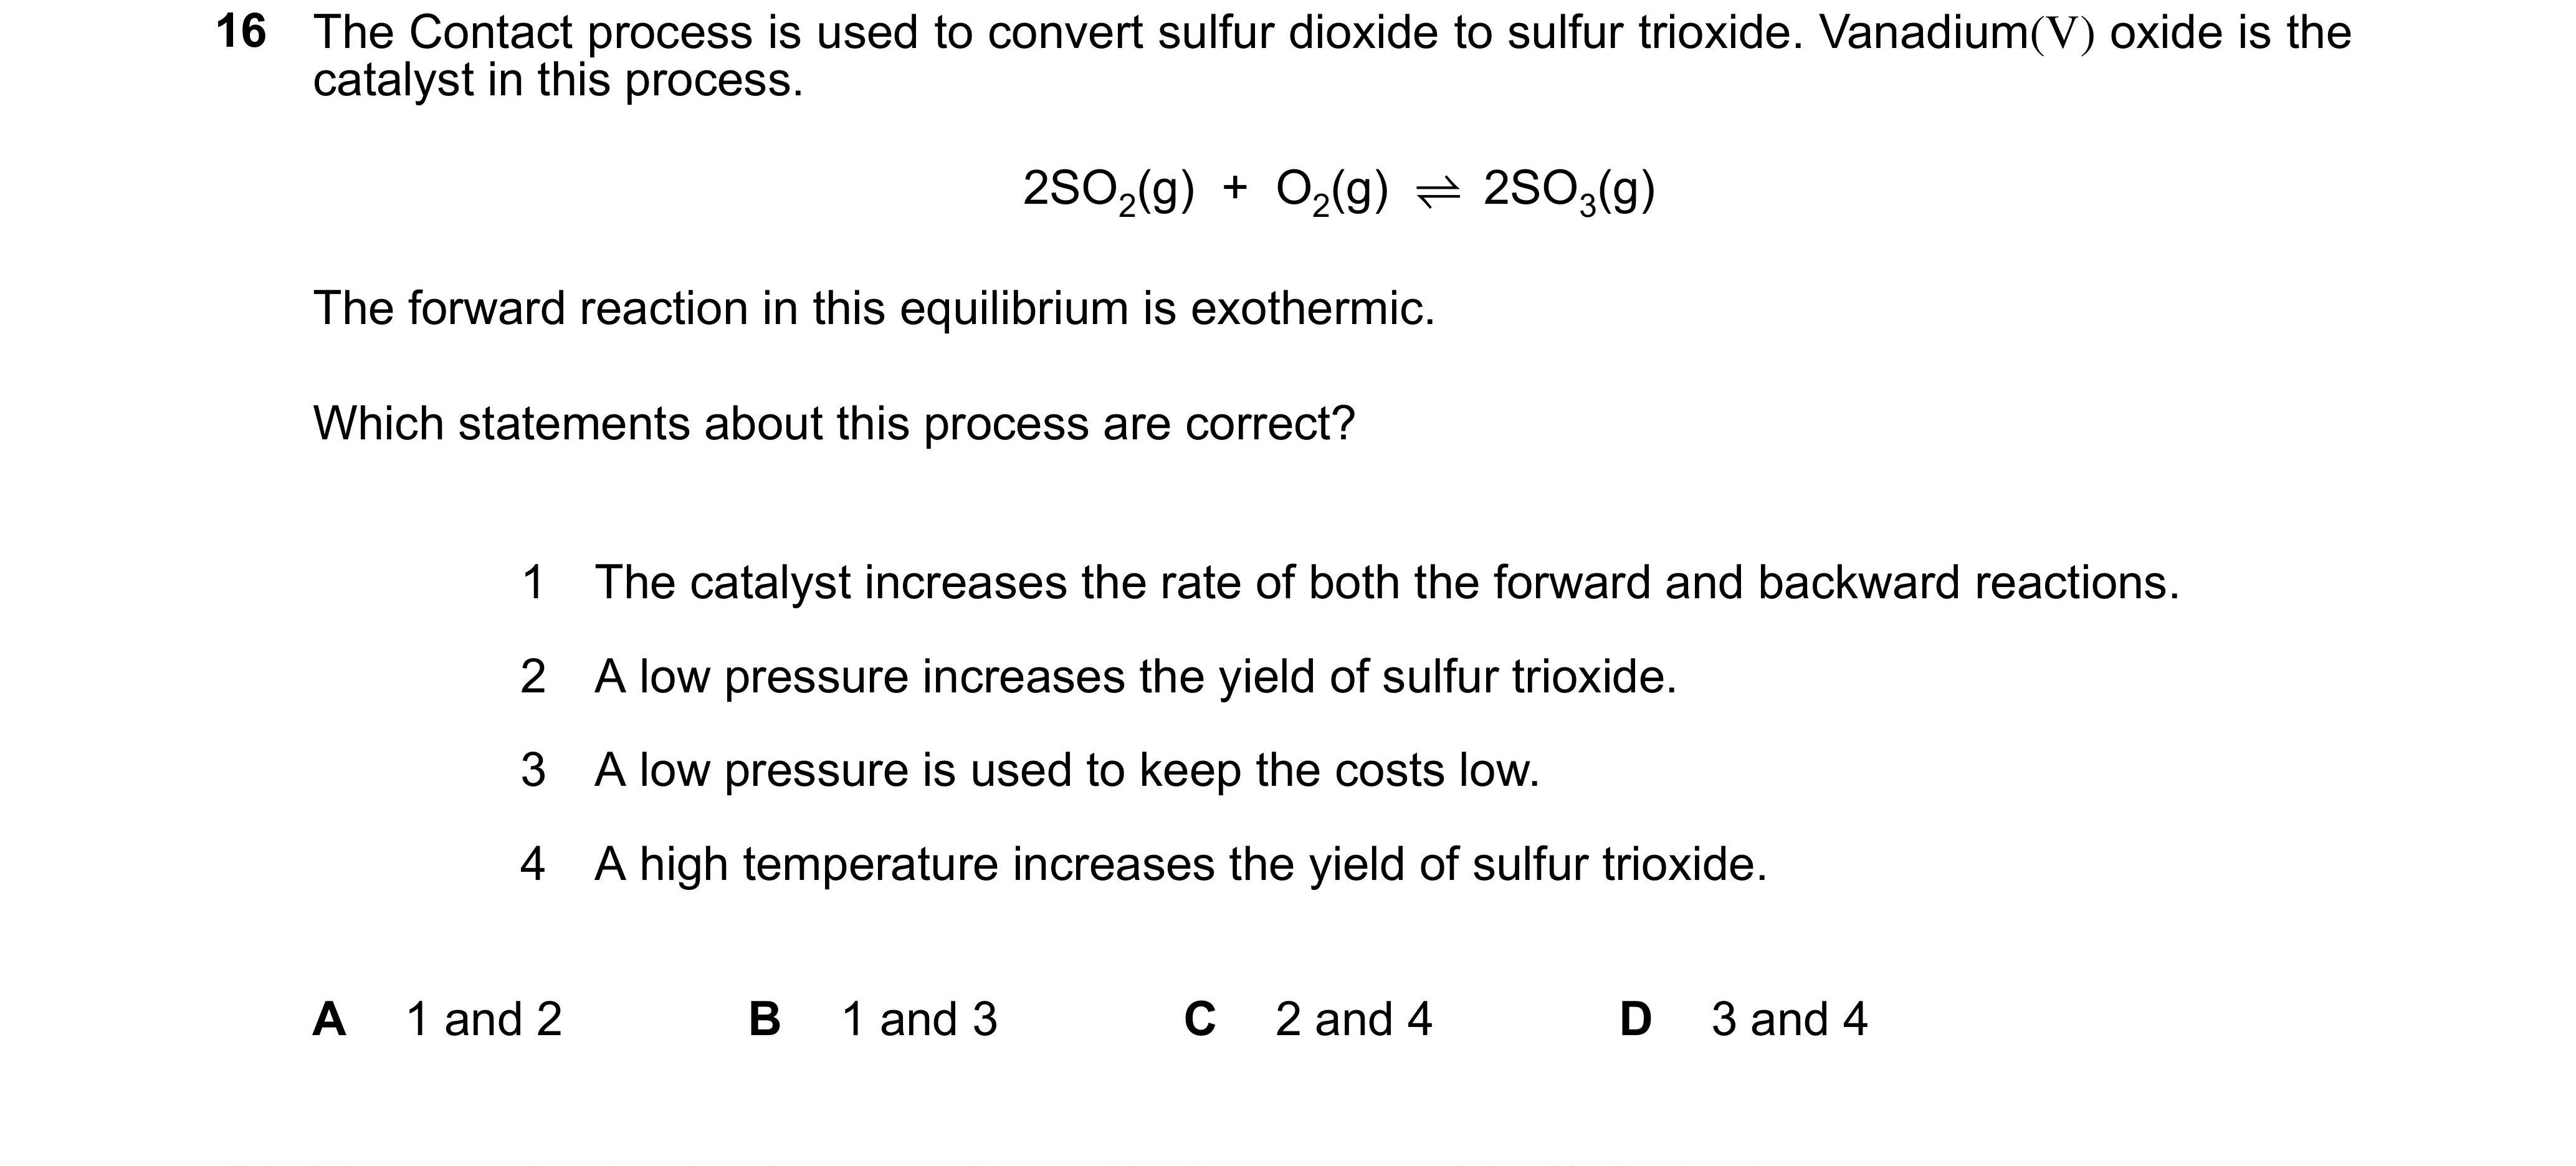 16 The Contact process is used to convert sulfur dioxide to sulfur trioxide. Vanadium(V) oxide is the
catalyst in this process.
2SO₂(g) + O₂(g) ⇌ 2SO₃(g)
The forward reaction in this equilibrium is exothermic.
Which statements about this process are correct?
1 The catalyst increases the rate of both the forward and backward reactions.
2 A low pressure increases the yield of sulfur trioxide.
3 A low pressure is used to keep the costs low.
4 A high temperature increases the yield of sulfur trioxide.
A 1 and 2 B 1 and 3 C 2 and 4 D 3 and 4